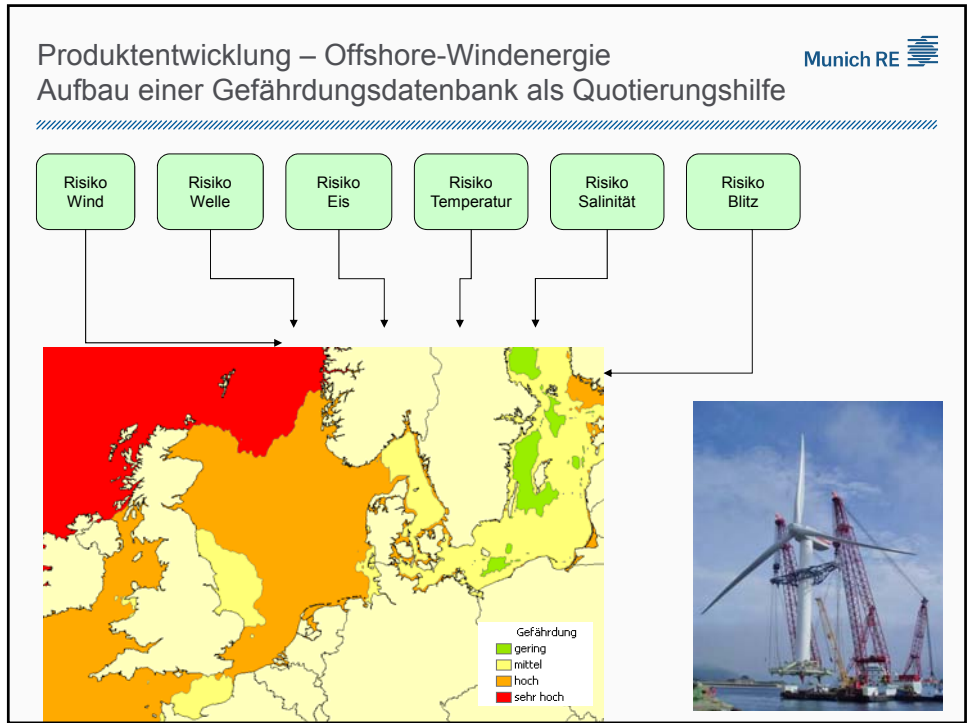 Produktentwicklung – Offshore-Windenergie
Aufbau einer Gefährdungsdatenbank als Quotierungshilfe
Munich RE
Risiko
Wind
Risiko
Welle
Risiko
Eis
Risiko
Temperatur
Risiko
Salinität
Risiko
Blitz
Gefährdung
gering
mittel
hoch
sehr hoch